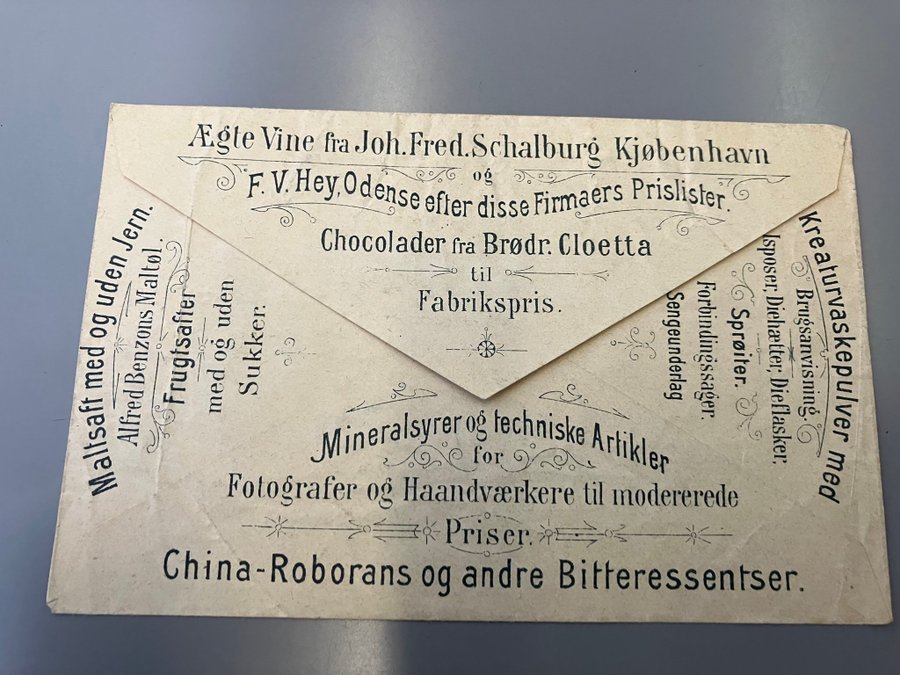 Ægte Vine fra Joh. Fred. Schalburg Kjøbenhavn
og
F. V. Hey, Odense efter disse Firmaers Prislister.
Chocolader fra Brødr. Cloetta
til
Fabrikspris.
Maltsaft med og uden Jern.
Alfred Benzons Maltøl.
Frugtsafter
med og uden
Sukker.
Kreaturvaskepulver med
Brugsanvisning.
Isposer, Diehætter, Dieflasker,
Sprøiter.
Forbindingssager.
Sengeunderlag
Mineralsyrer og techniske Artikler
for
Fotografer og Haandværkere til modererede
Priser.
China-Roborans og andre Bitteressentser.